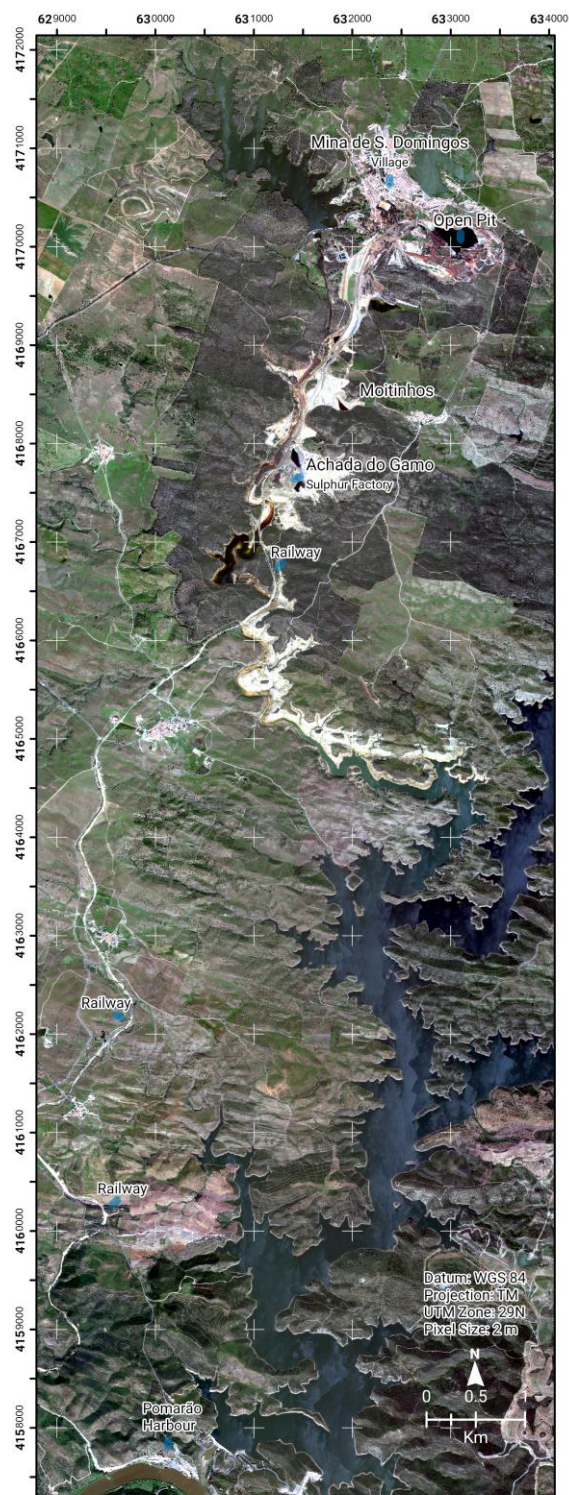 629000 630000 631000 632000 633000 634000
4172000
4171000
Mina de S. Domingos
Village
Open Pit
4170000
4169000
Moitinhos
4168000
Achada do Gamo
Sulphur Factory
4167000
Railway
4166000
4165000
4164000
4163000
Railway
4162000
4161000
Railway
4160000
Datum: WGS 84
Projection: TM
UTM Zone: 29N
Pixel Size: 2 m
4159000
N
0 0.5 1
Km
Pomarão
Harbour
4158000